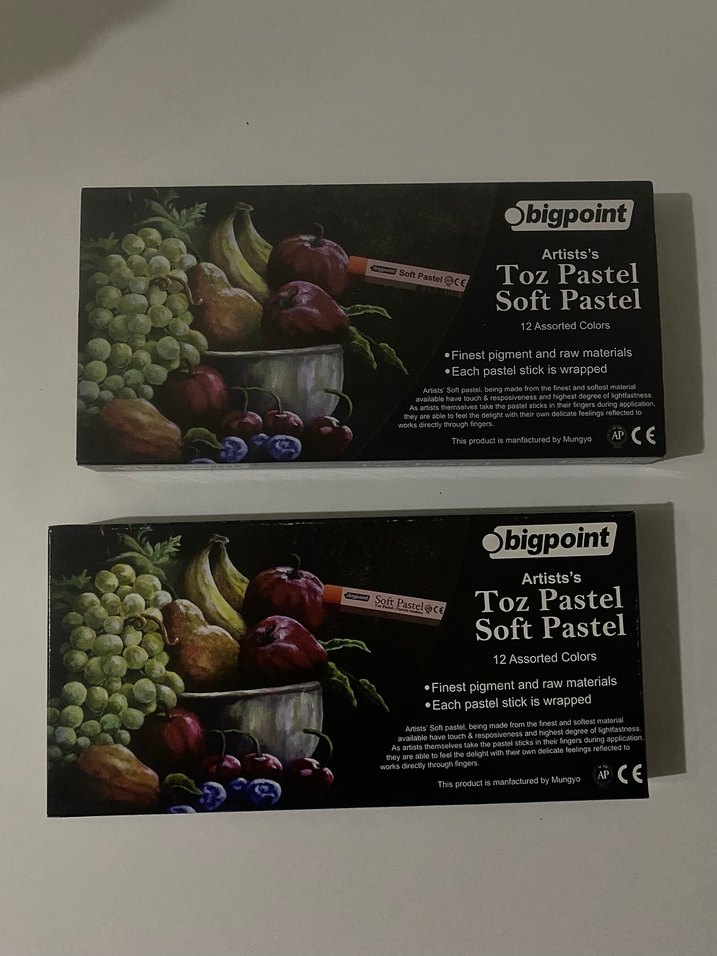 bigpoint
Artists's
Toz Pastel
Soft Pastel
12 Assorted Colors
bigpoint Soft Pastel CE
•Finest pigment and raw materials
•Each pastel stick is wrapped
Artists' Soft pastel, being made from the finest and softest material
available have touch & resposiveness and highest degree of lightfastness.
As artists themselves take the pastel sticks in their fingers during application,
they are able to feel the delight with their own delicate feelings reflected to
works directly through fingers.
This product is manfactured by Mungyo
AP CE
bigpoint
Artists's
Toz Pastel
Soft Pastel
12 Assorted Colors
bigpoint Soft Pastel CE
•Finest pigment and raw materials
•Each pastel stick is wrapped
Artists' Soft pastel, being made from the finest and softest material
available have touch & resposiveness and highest degree of lightfastness.
As artists themselves take the pastel sticks in their fingers during application,
they are able to feel the delight with their own delicate feelings reflected to
works directly through fingers.
This product is manfactured by Mungyo
AP CE